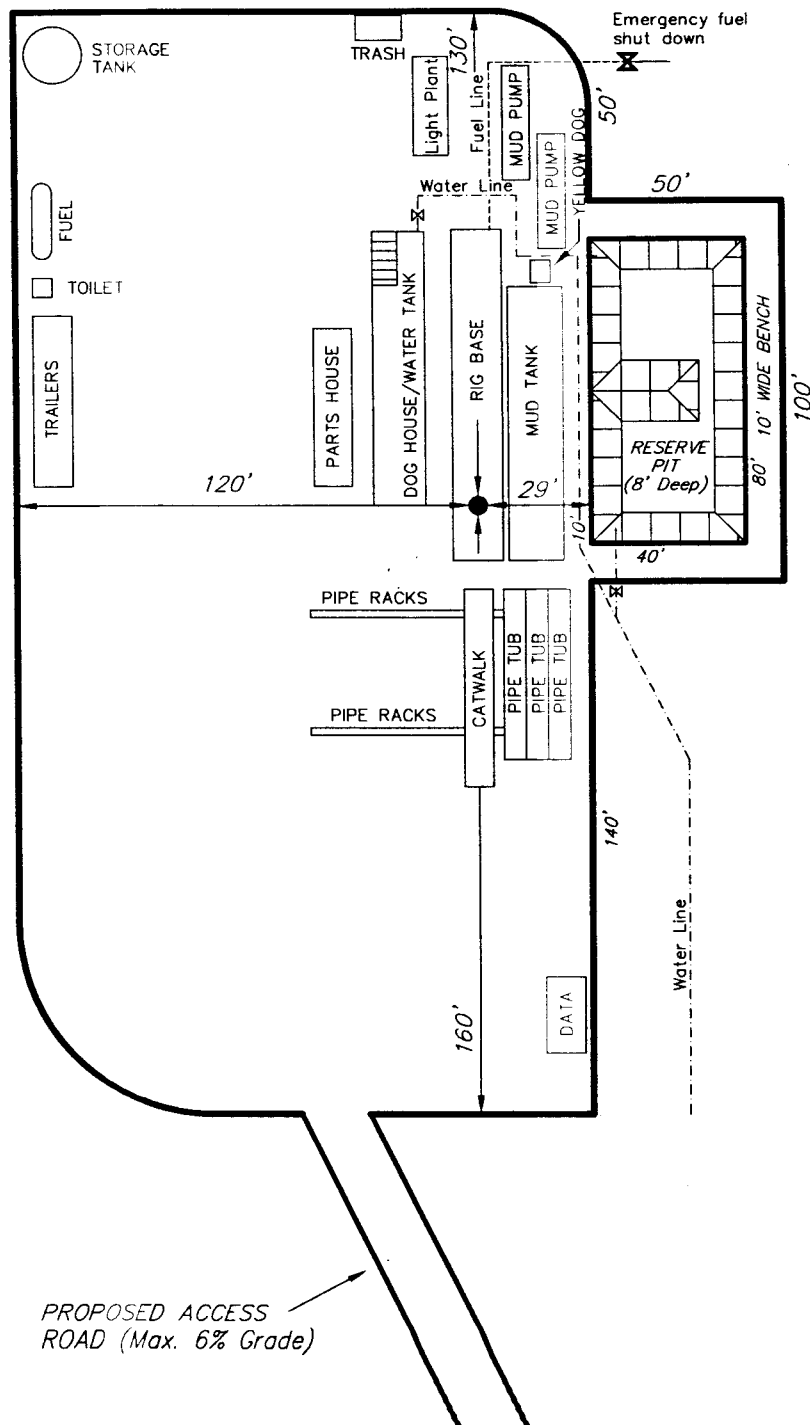 Emergency fuel
shut down
STORAGE
TANK
TRASH
130'
Light Plant
Fuel Line
MUD PUMP
50'
MUD PUMP
YELLOW DOG
Water Line
50'
FUEL
TOILET
TRAILERS
PARTS HOUSE
DOG HOUSE/WATER TANK
RIG BASE
MUD TANK
10' WIDE BENCH
100'
RESERVE
PIT
(8' Deep)
80'
120'
29'
10'
40'
PIPE RACKS
CATWALK
PIPE TUB
PIPE TUB
PIPE TUB
PIPE RACKS
140'
Water Line
DATA
160'
PROPOSED ACCESS
ROAD (Max. 6% Grade)